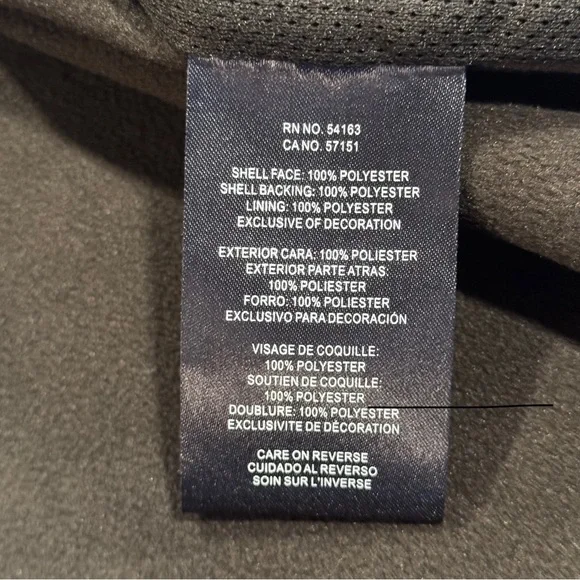 RN NO. 54163
CA NO. 57151
SHELL FACE: 100% POLYESTER
SHELL BACKING: 100% POLYESTER
LINING: 100% POLYESTER
EXCLUSIVE OF DECORATION
EXTERIOR CARA: 100% POLIESTER
EXTERIOR PARTE ATRAS:
100% POLIESTER
FORRO: 100% POLIESTER
EXCLUSIVO PARA DECORACIÓN
VISAGE DE COQUILLE:
100% POLYESTER
SOUTIEN DE COQUILLE:
100% POLYESTER
DOUBLURE: 100% POLYESTER
EXCLUSIVITE DE DÉCORATION
CARE ON REVERSE
CUIDADO AL REVERSO
SOIN SUR L'INVERSE